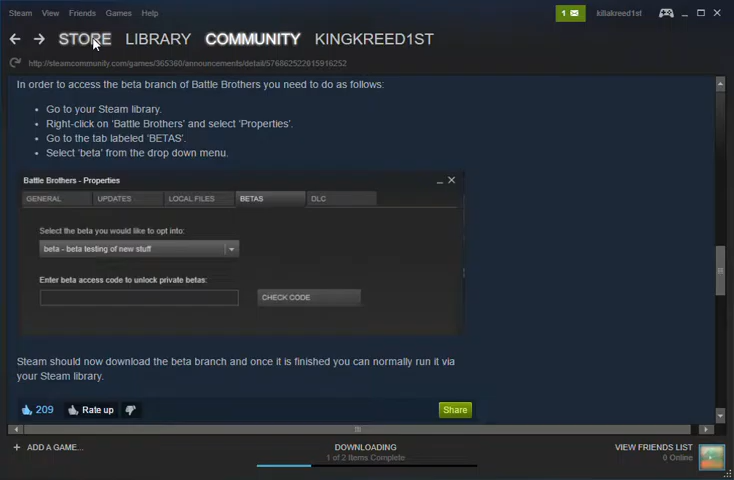 Steam View Friends Games Help 1 killakreed1st
STORE LIBRARY COMMUNITY KINGKREED1ST
http://steamcommunity.com/games/365360/announcements/detail/576862522615916252
In order to access the beta branch of Battle Brothers you need to do as follows:
• Go to your Steam library.
• Right-click on 'Battle Brothers' and select 'Properties'.
• Go to the tab labeled 'BETAS'.
• Select 'beta' from the drop down menu.
Battle Brothers - Properties
GENERAL UPDATES LOCAL FILES BETAS DLC
Select the beta you would like to opt into:
beta - beta testing of new stuff
Enter beta access code to unlock private betas:
CHECK CODE
Steam should now download the beta branch and once it is finished you can normally run it via
your Steam library.
209 Rate up Share
+ ADD A GAME... DOWNLOADING VIEW FRIENDS LIST
1 of 2 Items Complete 0 Online